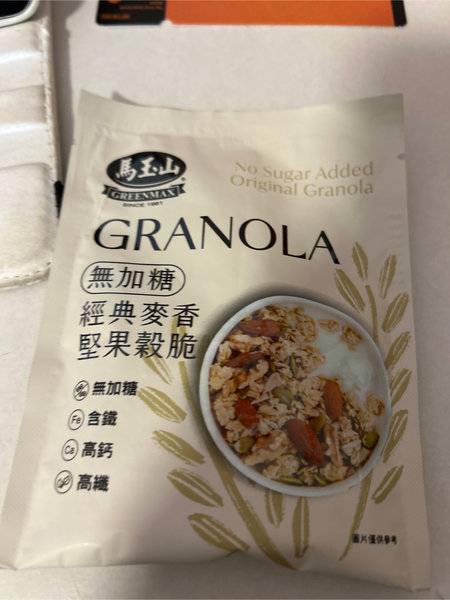 馬玉山
GREENMAX
SINCE 1981
No Sugar Added
Original Granola
GRANOLA
無加糖
經典麥香
堅果穀脆
無加糖
Fe 含鐵
Ca 高鈣
高纖
圖片僅供參考